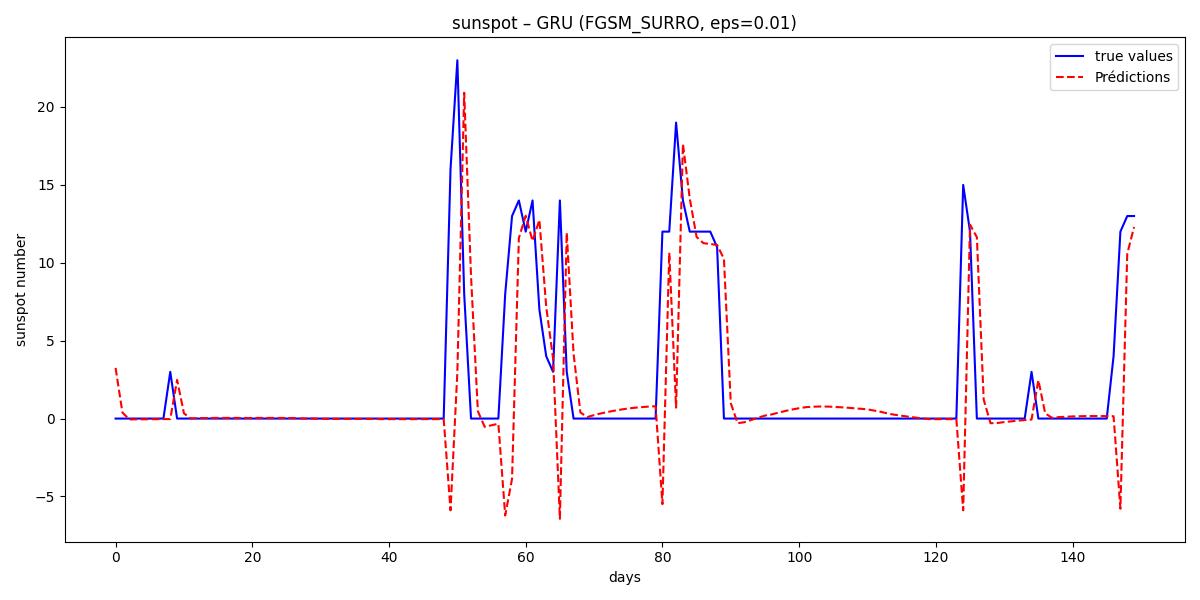 sunspot – GRU (FGSM_SURRO, eps=0.01)
true values
Prédictions
sunspot number
20
15
10
5
0
−5
0 20 40 60 80 100 120 140
days